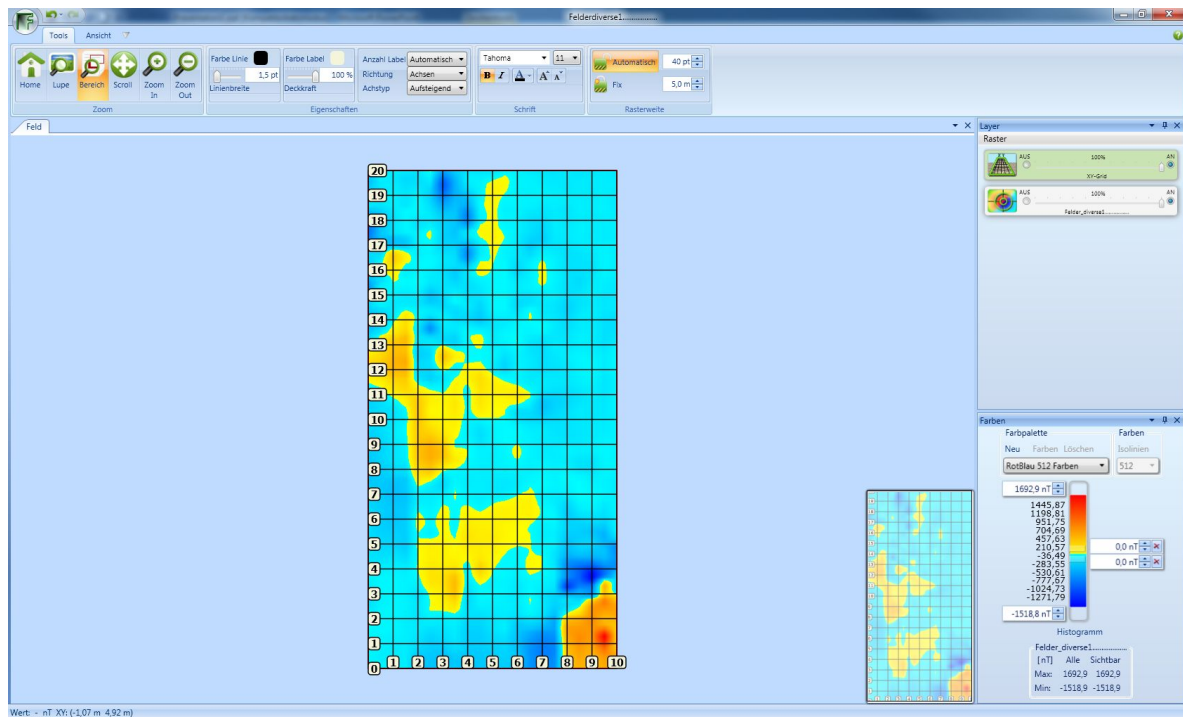 Felderdiverse1..................
Tools Ansicht
Home Lupe Bereich Scroll Zoom In Zoom Out
Zoom
Farbe Linie
1,5 pt
Linienbreite
Farbe Label
100 %
Deckkraft
Anzahl Label Automatisch
Richtung Achsen
Achstyp Aufsteigend
Eigenschaften
Tahoma 11
B I A A A
Schrift
Automatisch 40 pt
Fix 5,0 m
Rasterweite
Feld
20
19
18
17
16
15
14
13
12
11
10
9
8
7
6
5
4
3
2
1
0
1 2 3 4 5 6 7 8 9 10
Layer
Raster
AUS 100% AN
XY-Grid
AUS 100% AN
Felder_diverse1..................
Farben
Farbpalette Farben
Neu Farben Löschen Isolinien
RotBlau 512 Farben 512
1692,9 nT
1445,87
1198,81
951,75
704,69
457,63
210,57
-36,49
-283,55
-530,61
-777,67
-1024,73
-1271,79
0,0 nT
0,0 nT
-1518,8 nT
Histogramm
Felder_diverse1..................
[nT] Alle Sichtbar
Max: 1692,9 1692,9
Min: -1518,9 -1518,9
Wert: - nT XY: (-1,07 m 4,92 m)